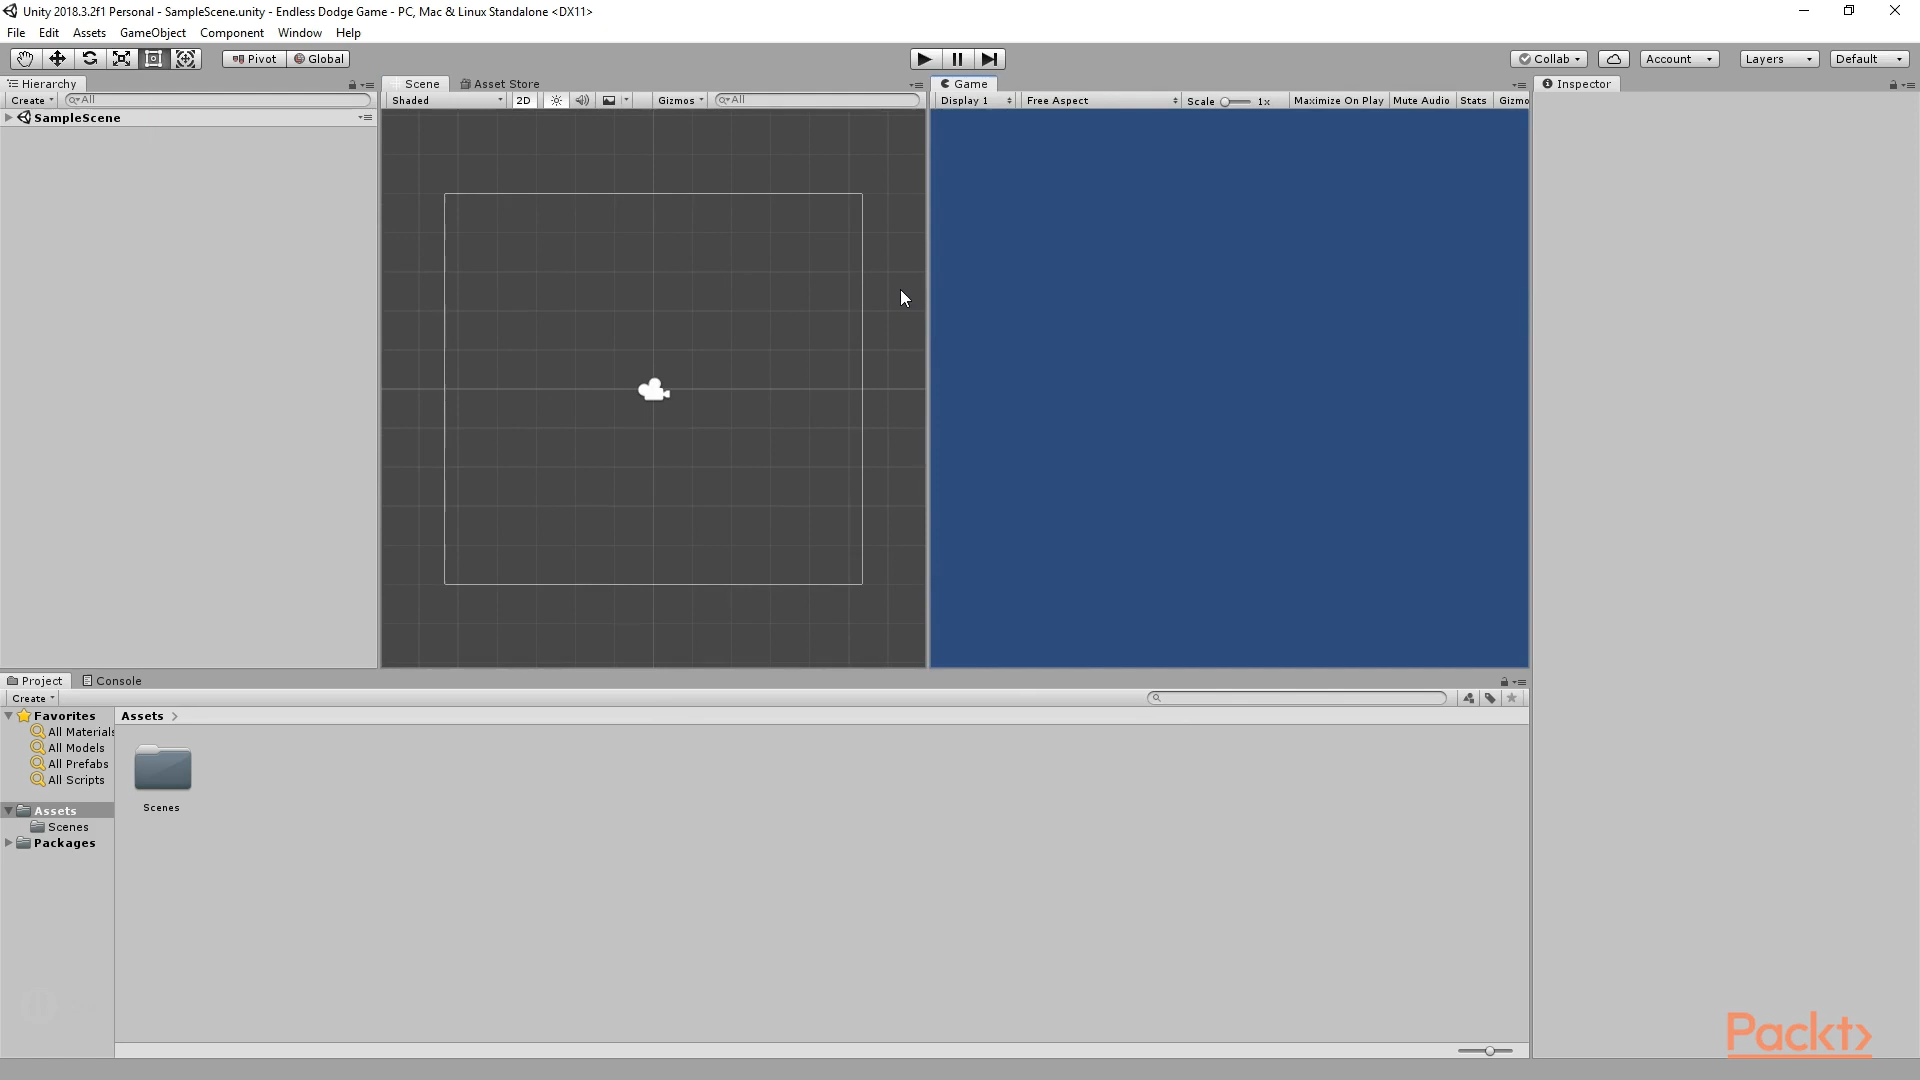 Unity 2018.3.2f1 Personal - SampleScene.unity - Endless Dodge Game - PC, Mac & Linux Standalone <DX11>
File Edit Assets GameObject Component Window Help
Pivot Global Collab Account Layers Default
Hierarchy Scene Asset Store Game Inspector
Create All Shaded 2D Gizmos All Display 1 Free Aspect Scale 1x Maximize On Play Mute Audio Stats Gizmo
SampleScene
Project Console
Create
Favorites Assets
All Materials
All Models
All Prefabs
All Scripts
Scenes
Assets
Scenes
Packages
Packt>